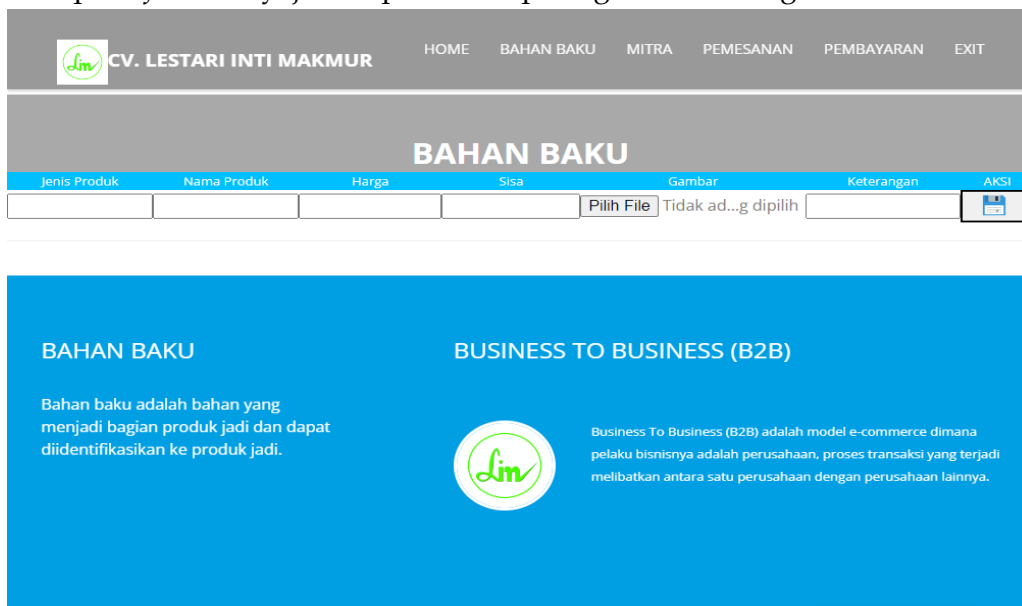 Lim CV. LESTARI INTI MAKMUR HOME BAHAN BAKU MITRA PEMESANAN PEMBAYARAN EXIT
BAHAN BAKU
Jenis Produk Nama Produk Harga Sisa Gambar Keterangan AKSI
Pilih File Tidak ad...g dipilih
BAHAN BAKU
Bahan baku adalah bahan yang
menjadi bagian produk jadi dan dapat
diidentifikasikan ke produk jadi.
BUSINESS TO BUSINESS (B2B)
Lim
Business To Business (B2B) adalah model e-commerce dimana
pelaku bisnisnya adalah perusahaan, proses transaksi yang terjadi
melibatkan antara satu perusahaan dengan perusahaan lainnya.